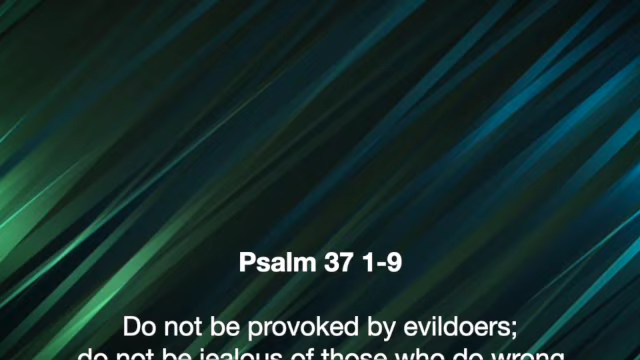 Psalm 37 1-9
Do not be provoked by evildoers;
do not be jealous of those who do wrong,